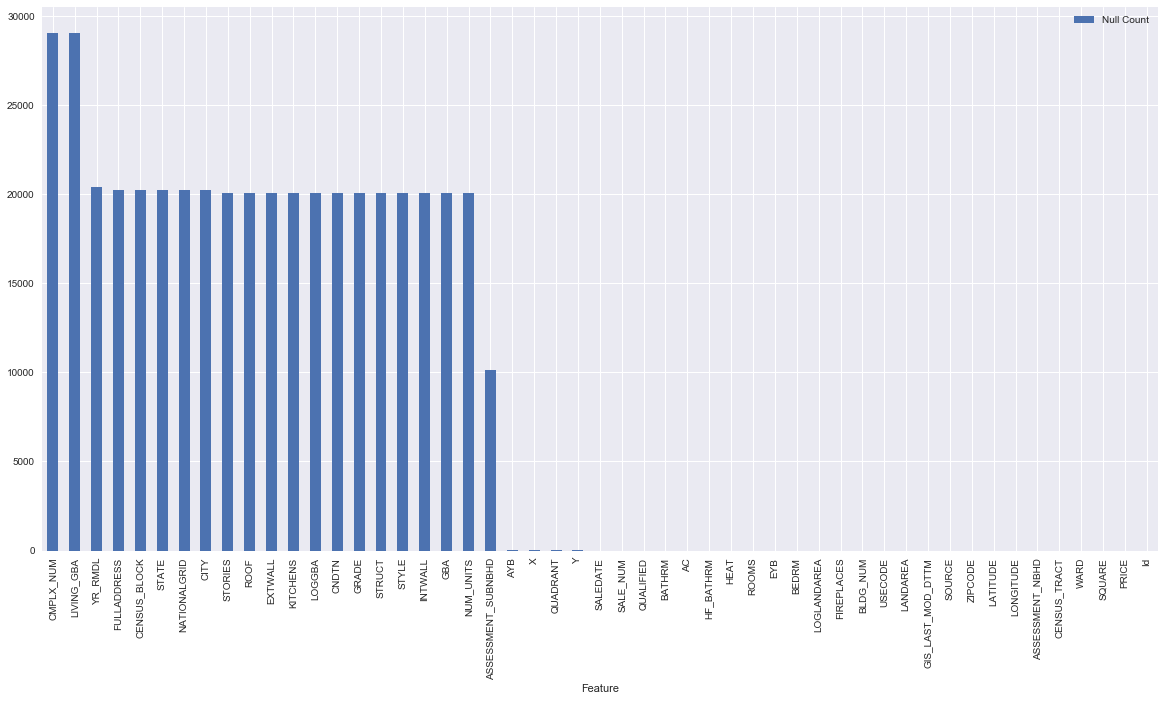 Null Count
30000
25000
20000
15000
10000
5000
0
CMPLX_NUM
LIVING_GBA
YR_RMDL
FULLADDRESS
CENSUS_BLOCK
STATE
NATIONALGRID
CITY
STORIES
ROOF
EXTWALL
KITCHENS
LOGGBA
CNDTN
GRADE
STRUCT
STYLE
INTWALL
GBA
NUM_UNITS
ASSESSMENT_SUBNBHD
AYB
X
QUADRANT
Y
SALEDATE
SALE_NUM
QUALIFIED
BATHRM
AC
HF_BATHRM
HEAT
ROOMS
EYB
BEDRM
LOGLANDAREA
FIREPLACES
BLDG_NUM
USECODE
LANDAREA
GIS_LAST_MOD_DTTM
SOURCE
ZIPCODE
LATITUDE
LONGITUDE
ASSESSMENT_NBHD
CENSUS_TRACT
WARD
SQUARE
PRICE
Id
Feature